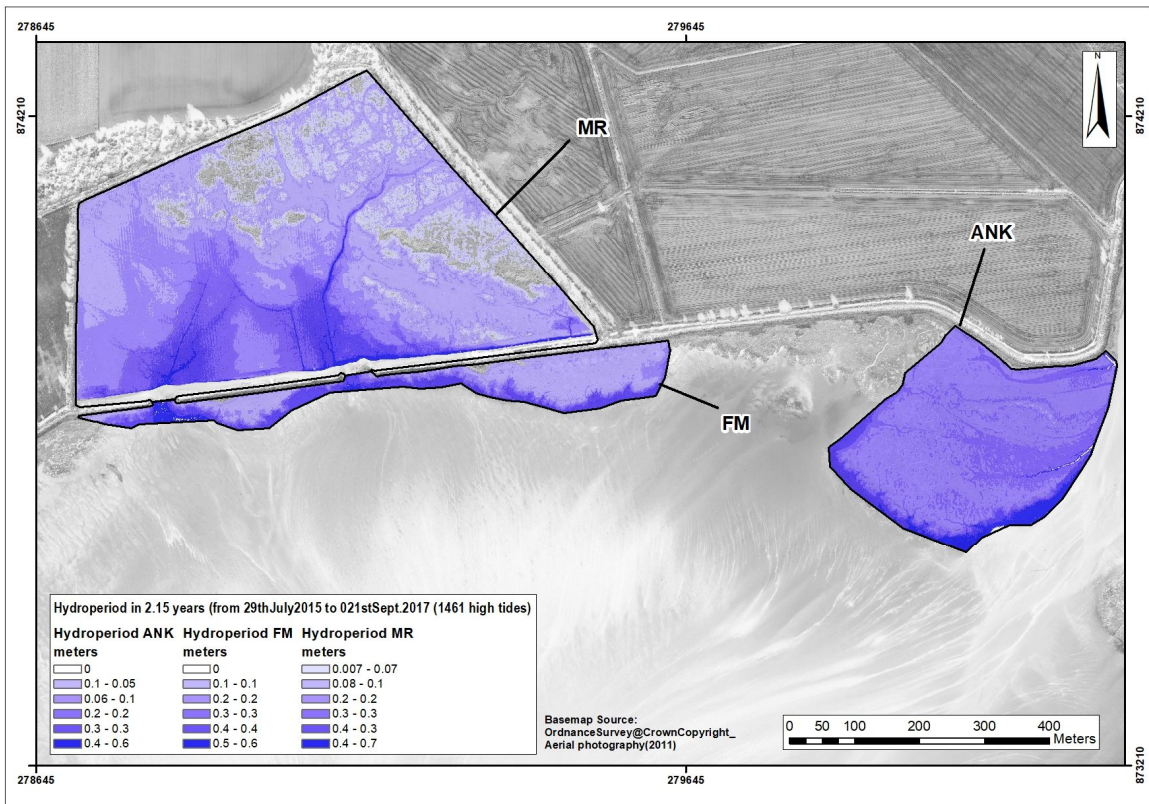 278645
279645
874210
874210
N
MR
ANK
FM
Hydroperiod in 2.15 years (from 29thJuly2015 to 021stSept.2017 (1461 high tides)
Hydroperiod ANK Hydroperiod FM Hydroperiod MR
meters meters meters
0 0 0.007 - 0.07
0.1 - 0.05 0.1 - 0.1 0.08 - 0.1
0.06 - 0.1 0.2 - 0.2 0.2 - 0.2
0.2 - 0.2 0.3 - 0.3 0.3 - 0.3
0.3 - 0.3 0.4 - 0.4 0.4 - 0.3
0.4 - 0.6 0.5 - 0.6 0.4 - 0.7
Basemap Source:
OrdnanceSurvey@CrownCopyright_
Aerial photography(2011)
0 50 100 200 300 400
Meters
873210
873210
278645
279645